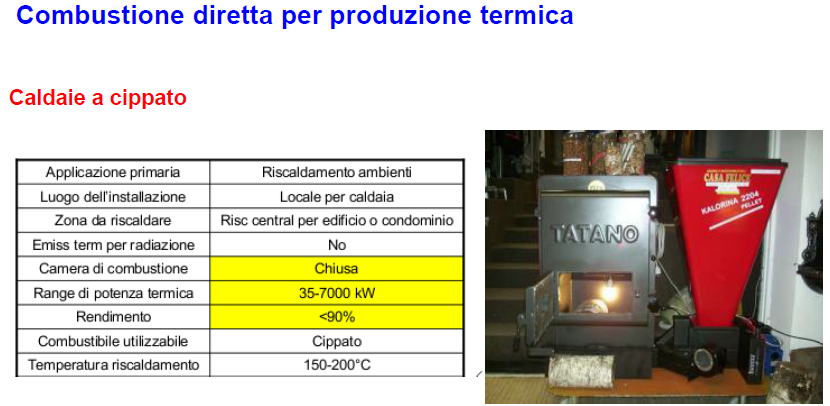 Combustione diretta per produzione termica
Caldaie a cippato
Applicazione primaria Riscaldamento ambienti
Luogo dell'installazione Locale per caldaia
Zona da riscaldare Risc central per edificio o condominio
Emiss term per radiazione No
Camera di combustione Chiusa
Range di potenza termica 35-7000 kW
Rendimento <90%
Combustibile utilizzabile Cippato
Temperatura riscaldamento 150-200°C
CASA FELICE
KALORINA 2204
PELLET
TATANO